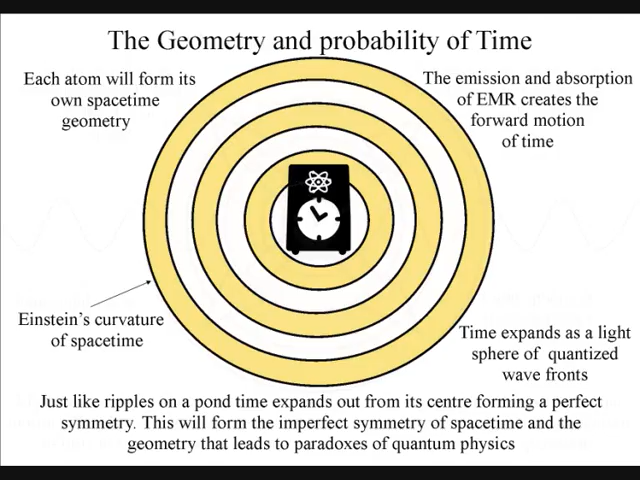 The Geometry and probability of Time
Each atom will form its
own spacetime
geometry
The emission and absorption
of EMR creates the
forward motion
of time
Einstein's curvature
of spacetime
Time expands as a light
sphere of quantized
wave fronts
Just like ripples on a pond time expands out from its centre forming a perfect
symmetry. This will form the imperfect symmetry of spacetime and the
geometry that leads to paradoxes of quantum physics